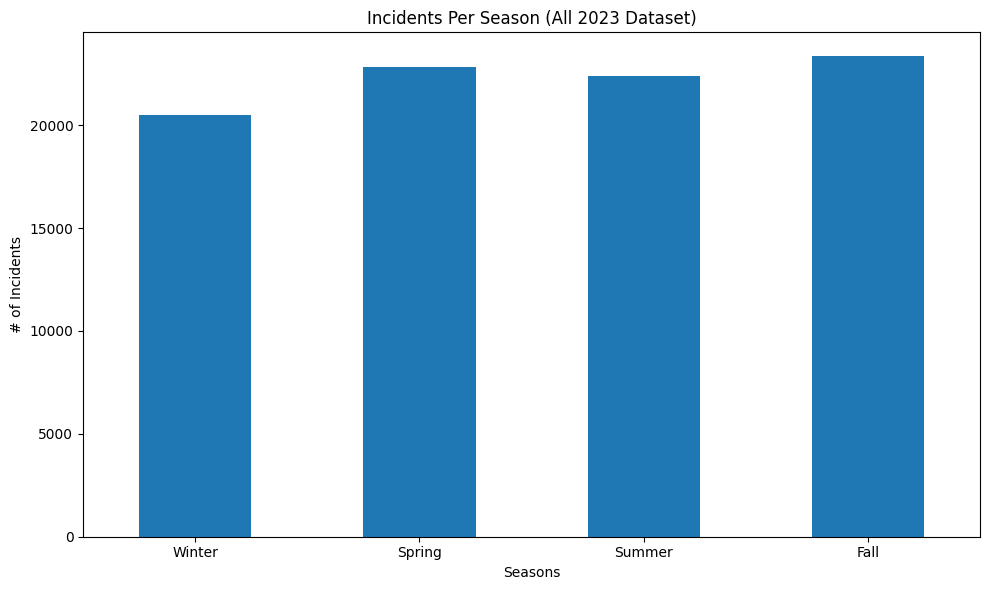 Incidents Per Season (All 2023 Dataset)
# of Incidents
20000
15000
10000
5000
0
Winter Spring Summer Fall
Seasons